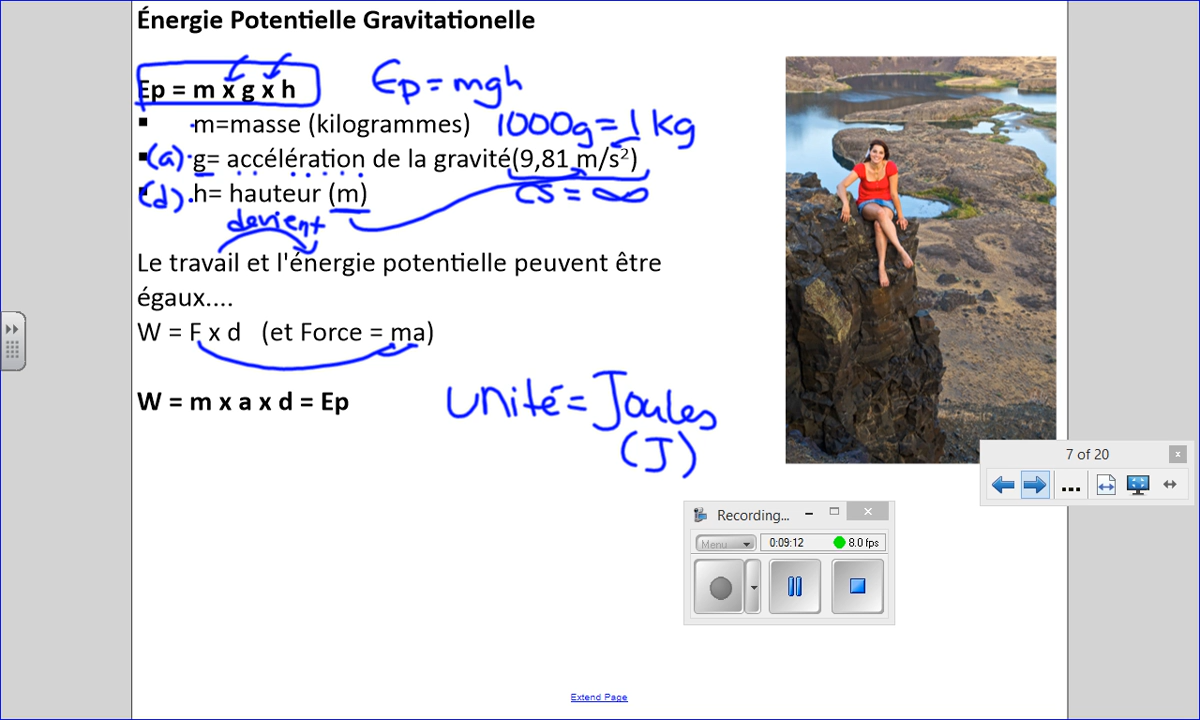 Énergie Potentielle Gravitationelle
Ep = m x g x h
Ep = mgh
▪ m=masse (kilogrammes) 1000g = 1 kg
▪ (a) g= accélération de la gravité(9,81 m/s²)
(d) h= hauteur (m) CS = ∞
devient
Le travail et l'énergie potentielle peuvent être
égaux....
W = F x d (et Force = ma)
W = m x a x d = Ep
unité = Joules
(J)
7 of 20
Recording...
Menu 0:09:12 8.0 fps
Extend Page